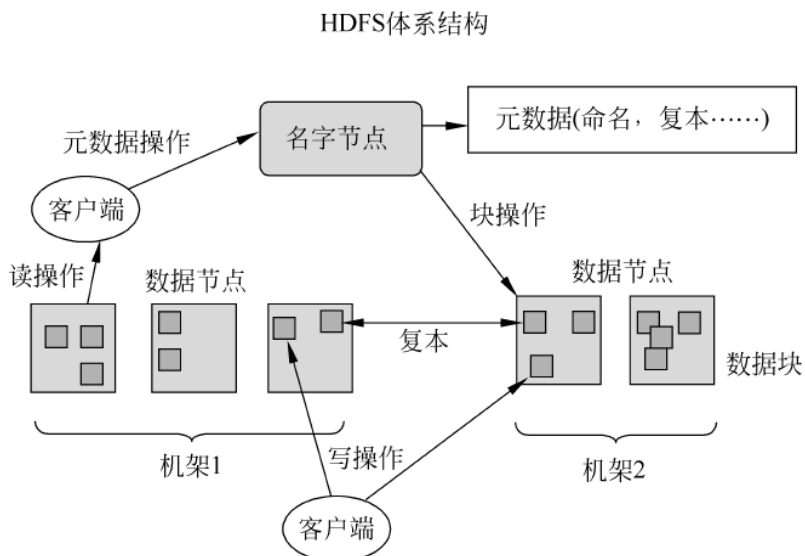 HDFS体系结构
元数据(命名，复本……)
名字节点
元数据操作
客户端
块操作
读操作
数据节点
数据节点
复本
数据块
写操作
机架1
机架2
客户端